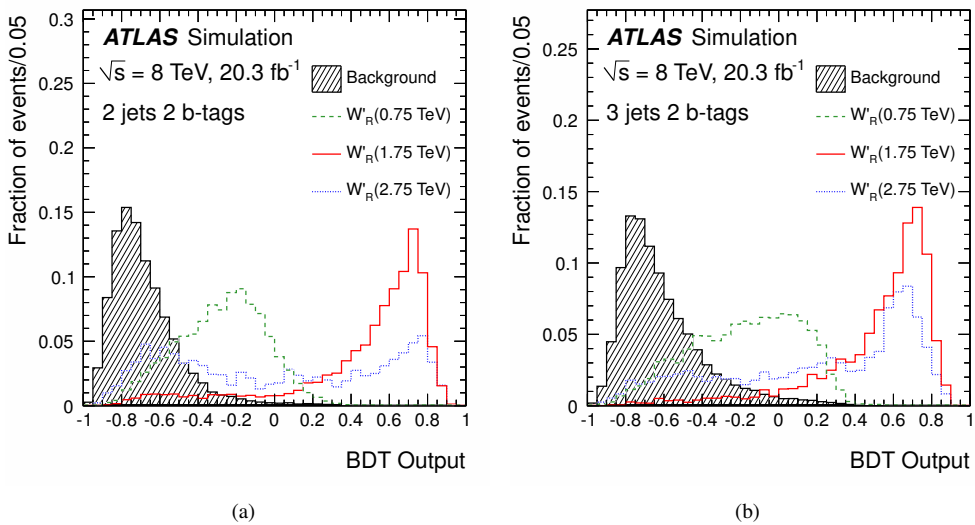 Fraction of events/0.05
0.3
0.25
0.2
0.15
0.1
0.05
0
ATLAS Simulation
√s = 8 TeV, 20.3 fb⁻¹
2 jets 2 b-tags
Background
W'R(0.75 TeV)
W'R(1.75 TeV)
W'R(2.75 TeV)
-1 -0.8 -0.6 -0.4 -0.2 0 0.2 0.4 0.6 0.8 1
BDT Output
(a)
Fraction of events/0.05
0.25
0.2
0.15
0.1
0.05
0
ATLAS Simulation
√s = 8 TeV, 20.3 fb⁻¹
3 jets 2 b-tags
Background
W'R(0.75 TeV)
W'R(1.75 TeV)
W'R(2.75 TeV)
-1 -0.8 -0.6 -0.4 -0.2 0 0.2 0.4 0.6 0.8 1
BDT Output
(b)